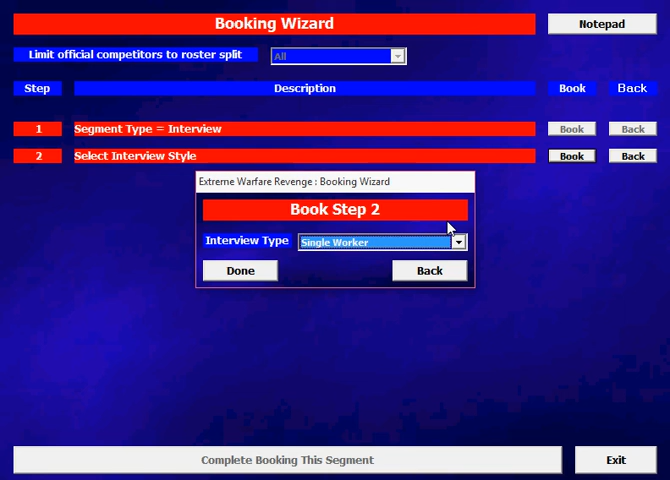 Booking Wizard
Notepad
Limit official competitors to roster split
All
Step Description Book Back
1 Segment Type = Interview Book Back
2 Select Interview Style Book Back
Extreme Warfare Revenge : Booking Wizard
Book Step 2
Interview Type Single Worker
Done Back
Complete Booking This Segment Exit